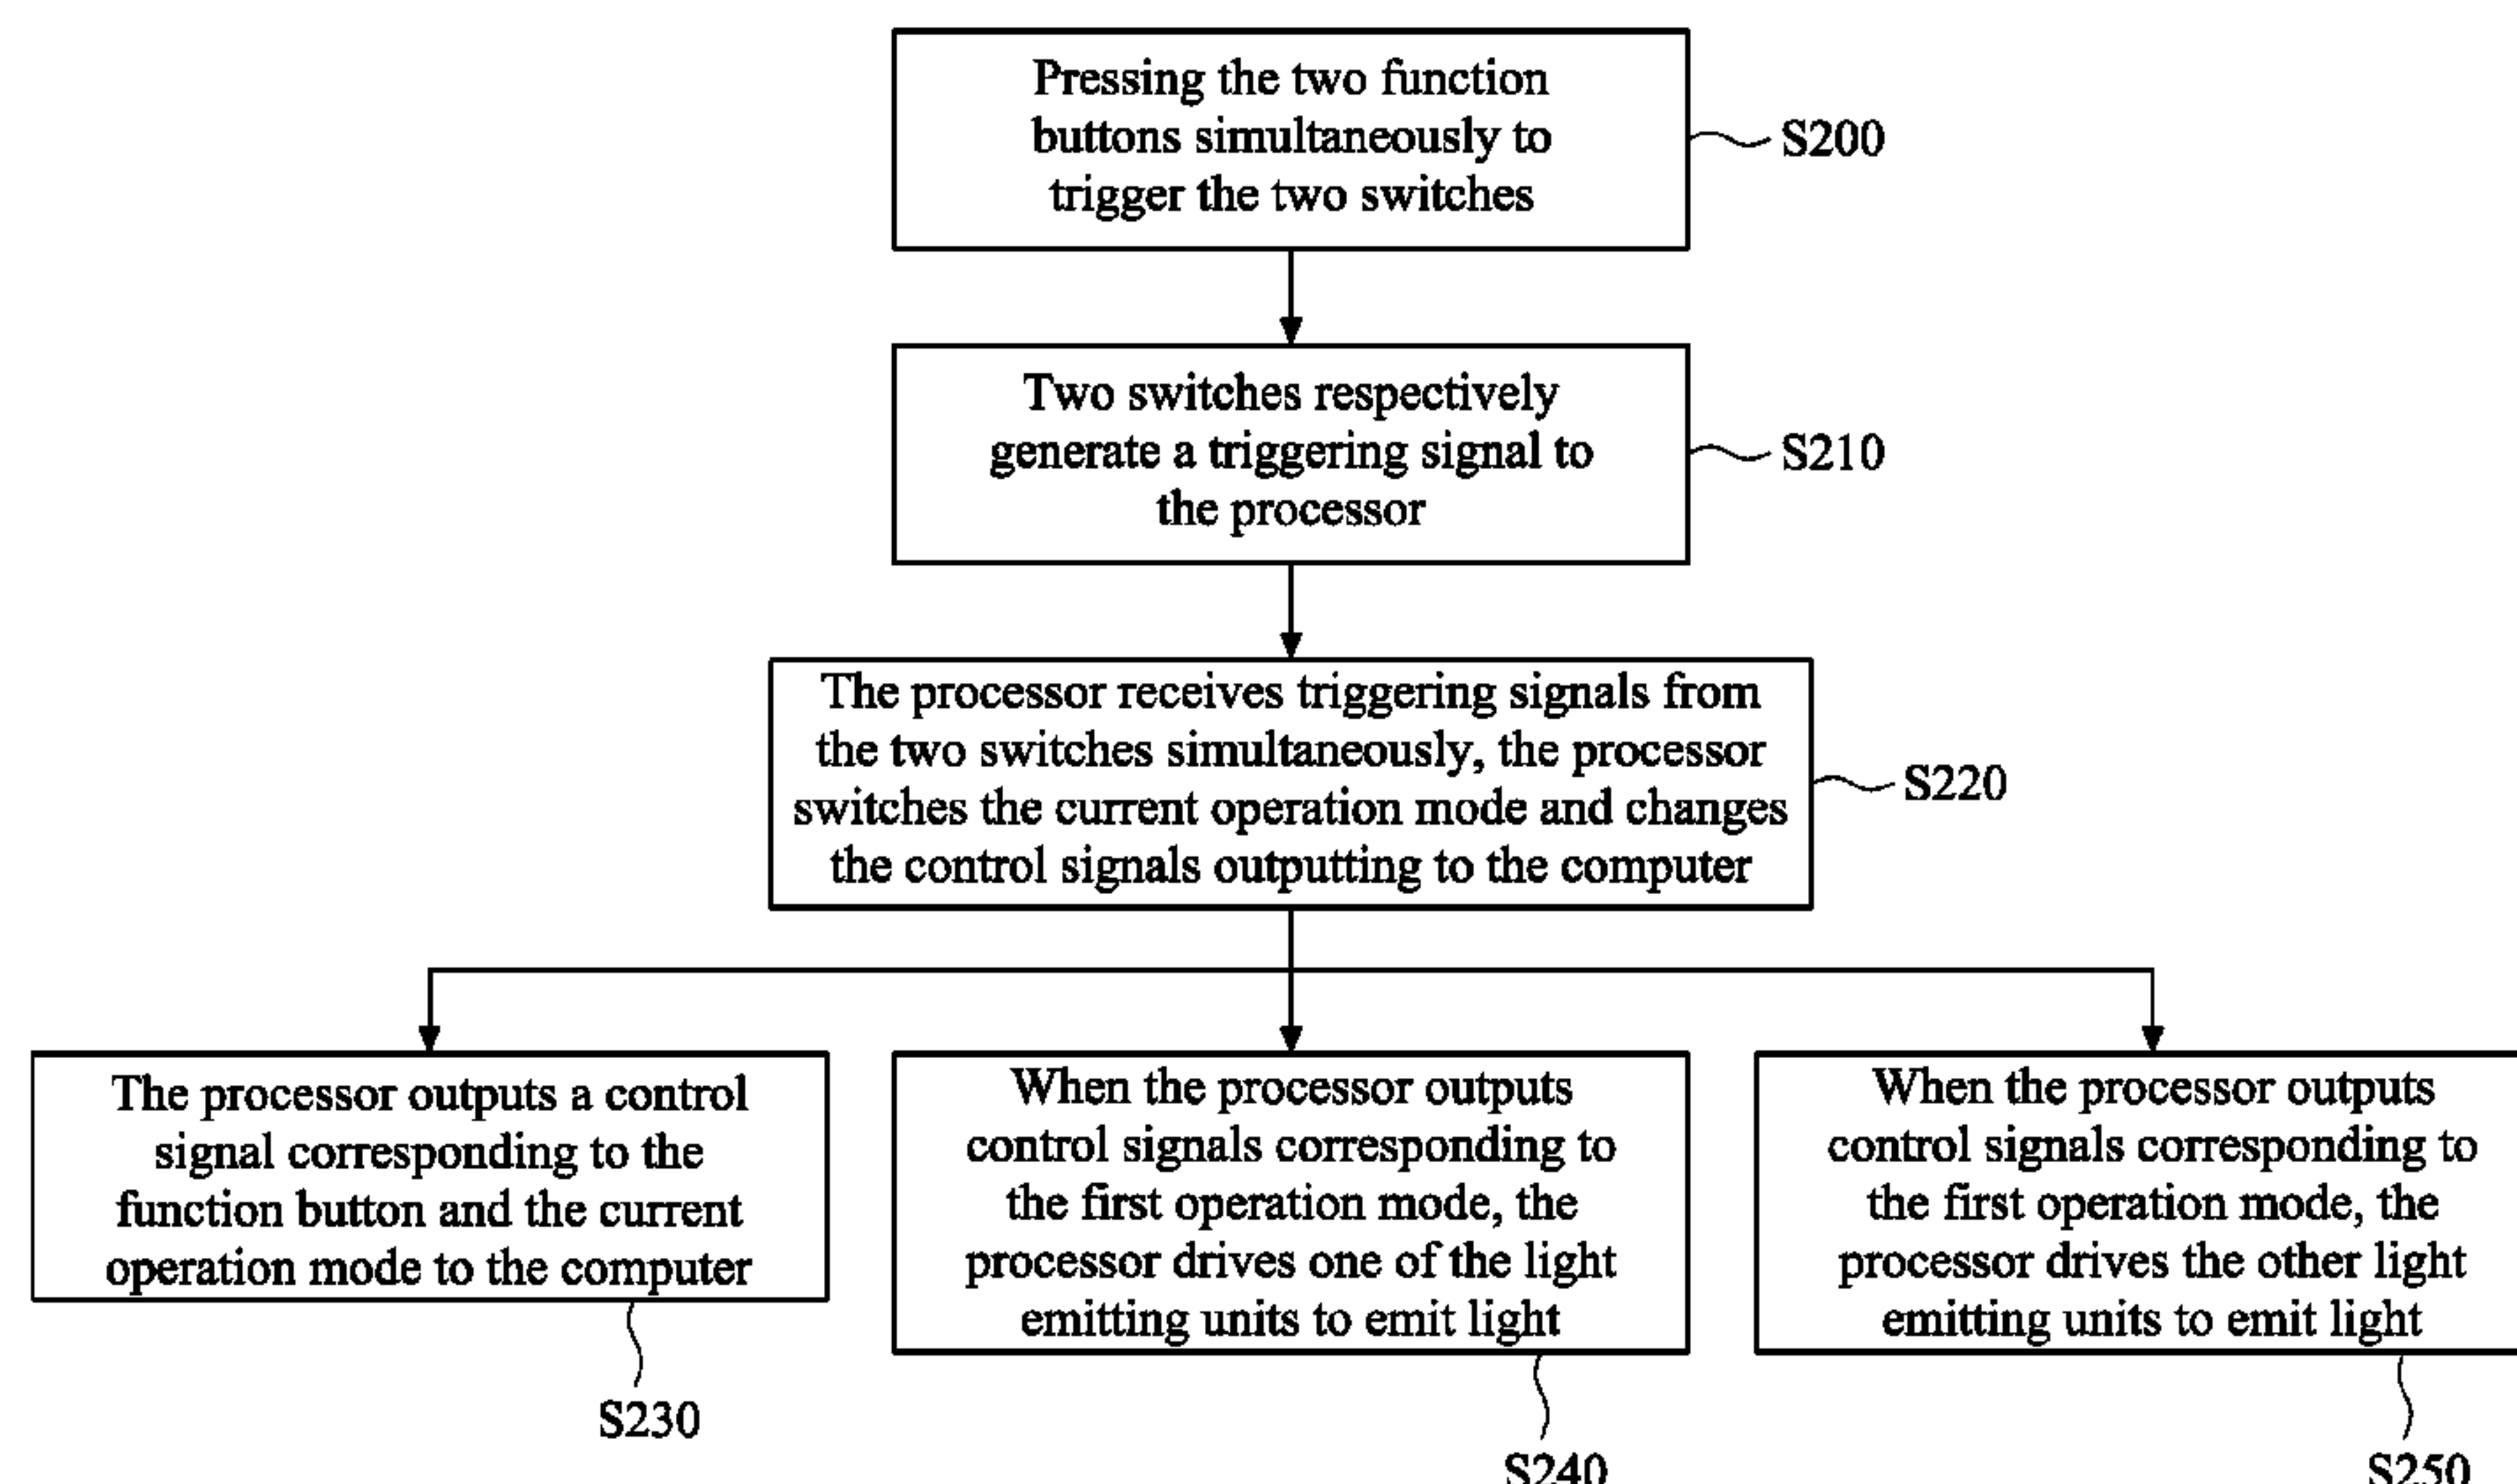 Pressing the two function
buttons simultaneously to
trigger the two switches
S200
Two switches respectively
generate a triggering signal to
the processor
S210
The processor receives triggering signals from
the two switches simultaneously, the processor
switches the current operation mode and changes
the control signals outputting to the computer
S220
The processor outputs a control
signal corresponding to the
function button and the current
operation mode to the computer
S230
When the processor outputs
control signals corresponding to
the first operation mode, the
processor drives one of the light
emitting units to emit light
S240
When the processor outputs
control signals corresponding to
the first operation mode, the
processor drives the other light
emitting units to emit light
S250